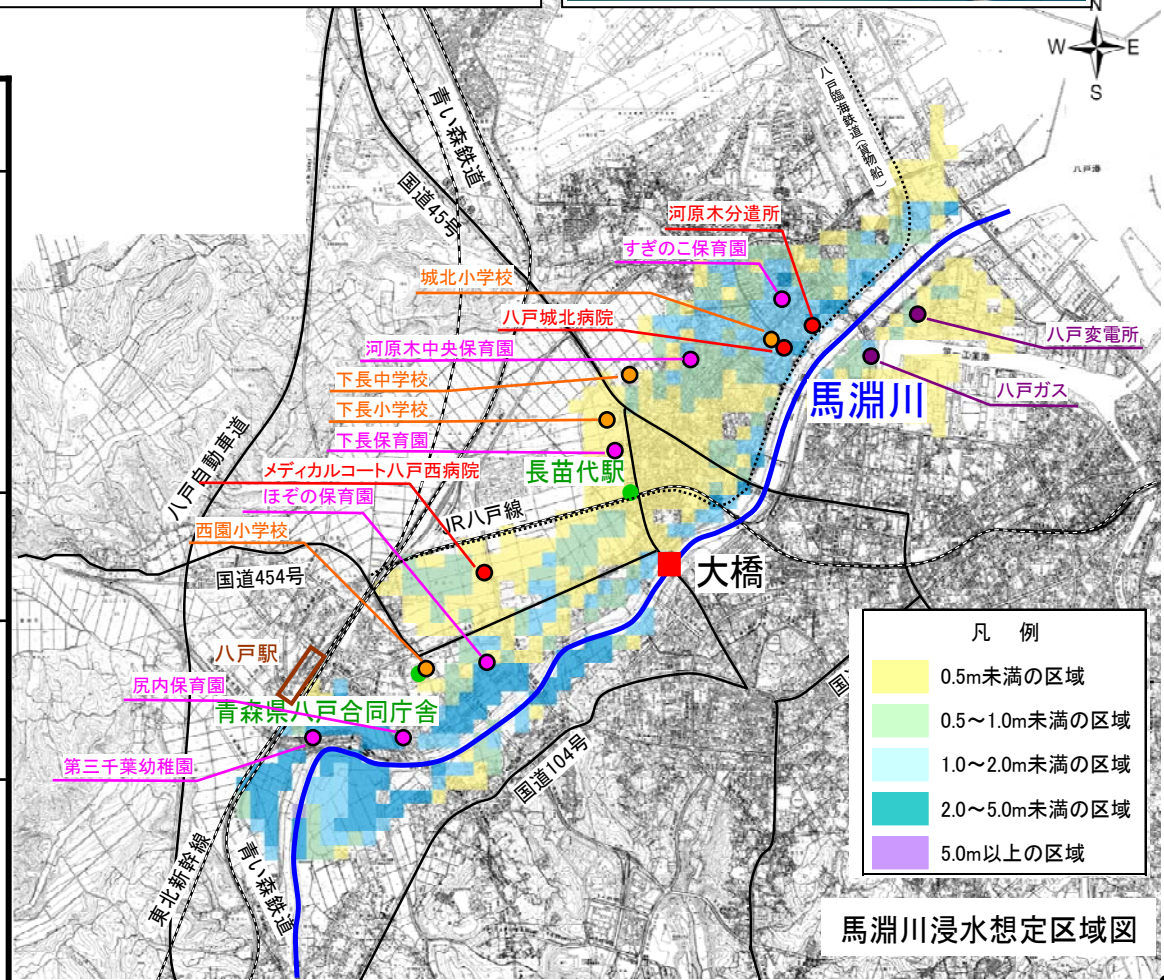 N
W E
S
青い森鉄道
八戸臨海鉄道(貨物船)
国道45号
八戸港
河原木分遣所
すぎのこ保育園
城北小学校
八戸城北病院
八戸変電所
河原木中央保育園
下長中学校
馬淵川
八戸ガス
下長小学校
下長保育園
八戸自動車道
メディカルコート八戸西病院
長苗代駅
ほぞの保育園
JR八戸線
西園小学校
国道454号
大橋
八戸駅
尻内保育園
青森県八戸合同庁舎
第三千葉幼稚園
国道104号
東北新幹線
青い森鉄道
凡 例
0.5m未満の区域
0.5～1.0m未満の区域
1.0～2.0m未満の区域
2.0～5.0m未満の区域
5.0m以上の区域
馬淵川浸水想定区域図